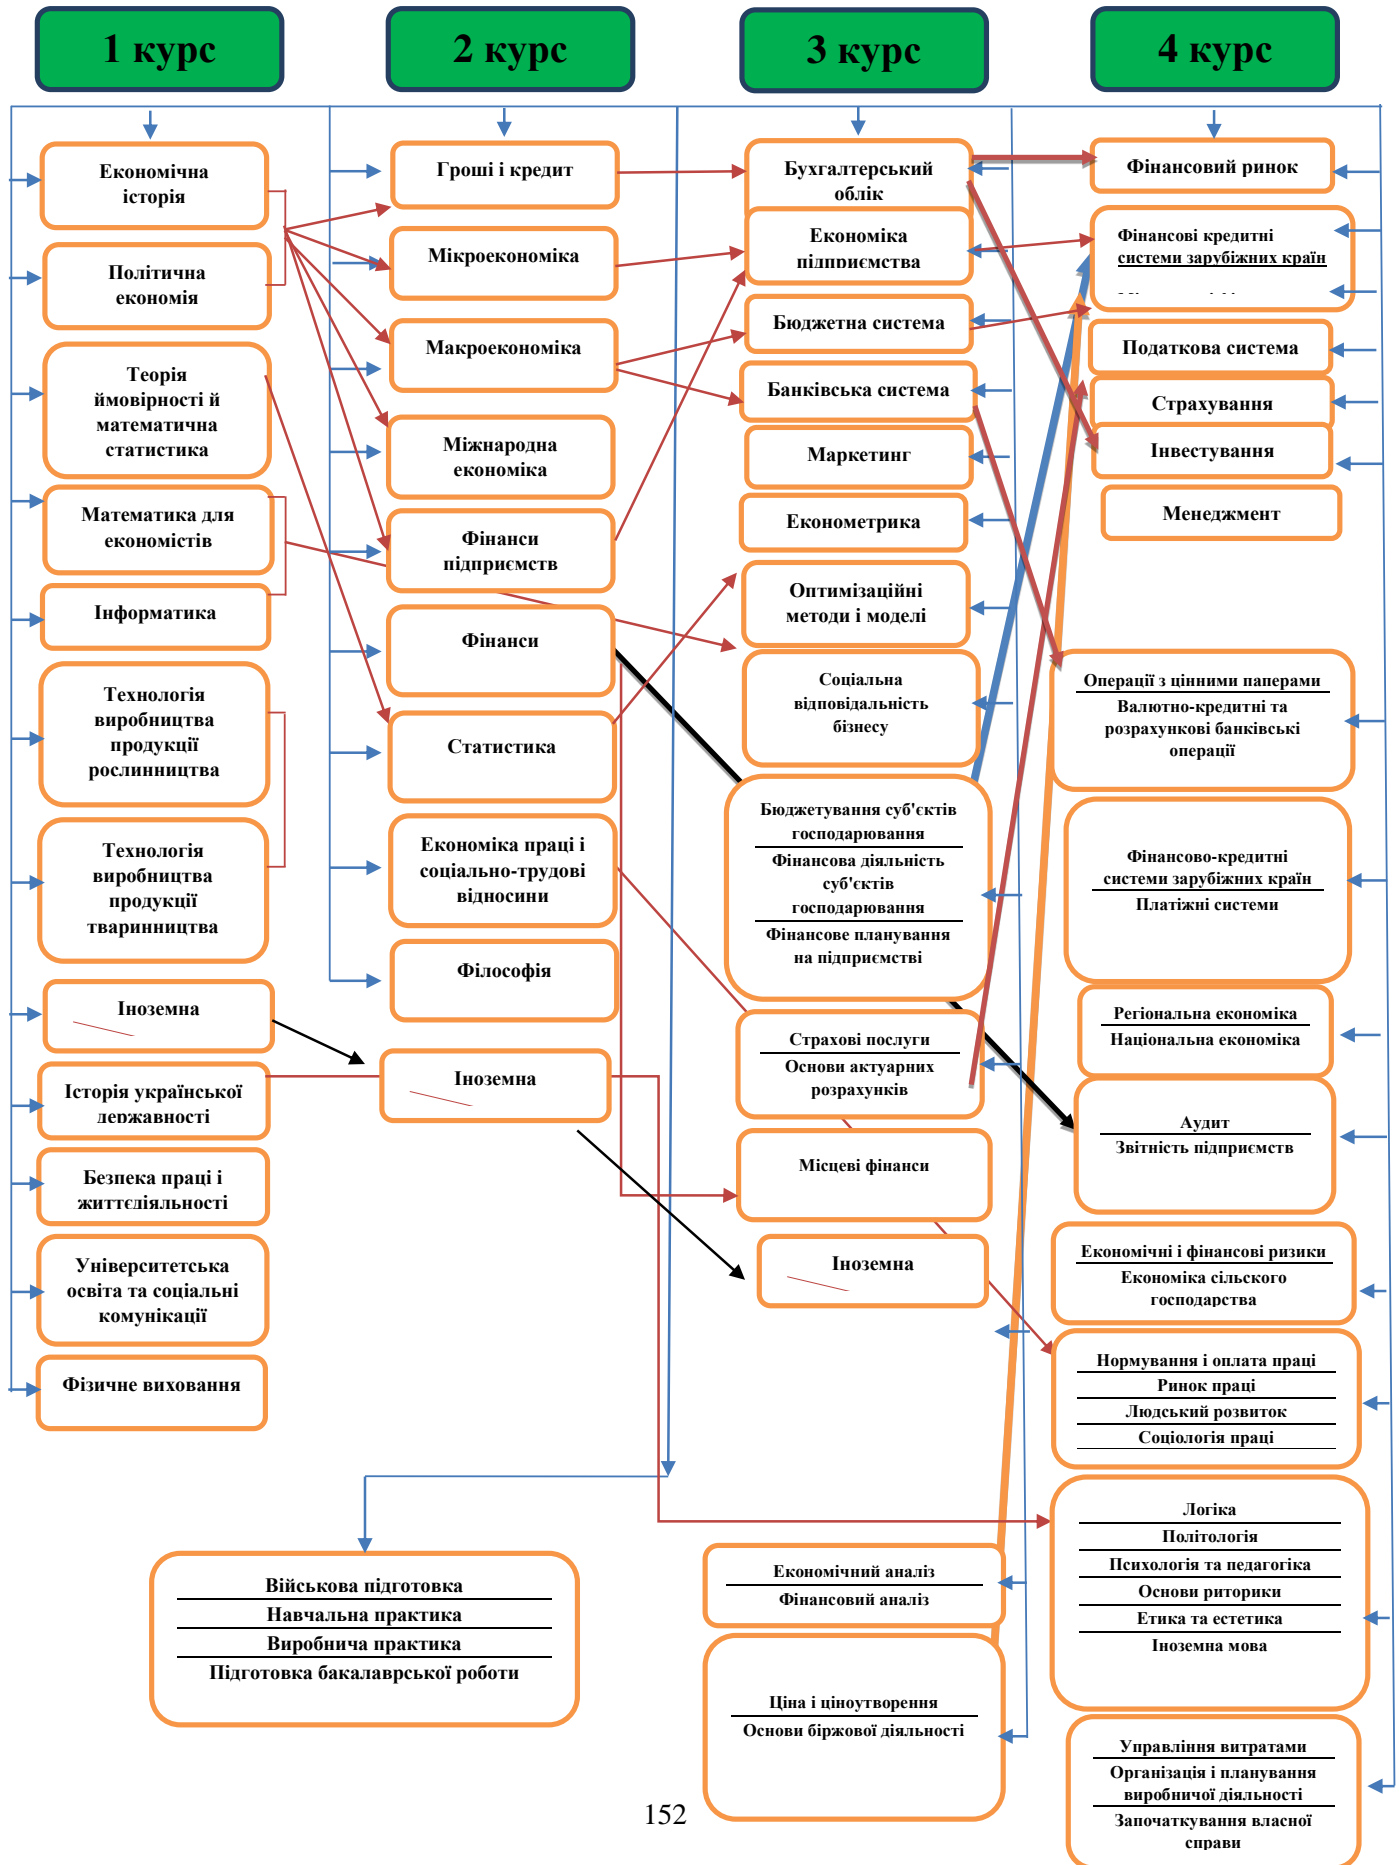 1 курс
2 курс
3 курс
4 курс
Економічна
історія
Політична
економія
Теорія
ймовірності й
математична
статистика
Математика для
економістів
Інформатика
Технологія
виробництва
продукції
рослинництва
Технологія
виробництва
продукції
тваринництва
Іноземна
Історія української
державності
Безпека праці і
життєдіяльності
Університетська
освіта та соціальні
комунікації
Фізичне виховання
Гроші і кредит
Мікроекономіка
Макроекономіка
Міжнародна
економіка
Фінанси
підприємств
Фінанси
Статистика
Економіка праці і
соціально-трудові
відносини
Філософія
Іноземна
Військова підготовка
Навчальна практика
Виробнича практика
Підготовка бакалаврської роботи
Бухгалтерський
облік
Економіка
підприємства
Бюджетна система
Банківська система
Маркетинг
Економетрика
Оптимізаційні
методи і моделі
Соціальна
відповідальність
бізнесу
Бюджетування суб'єктів
господарювання
Фінансова діяльність
суб'єктів
господарювання
Фінансове планування
на підприємстві
Страхові послуги
Основи актуарних
розрахунків
Місцеві фінанси
Іноземна
Економічний аналіз
Фінансовий аналіз
Ціна і ціноутворення
Основи біржової діяльності
Фінансовий ринок
Фінансові кредитні
системи зарубіжних країн
Податкова система
Страхування
Інвестування
Менеджмент
Операції з цінними паперами
Валютно-кредитні та
розрахункові банківські
операції
Фінансово-кредитні
системи зарубіжних країн
Платіжні системи
Регіональна економіка
Національна економіка
Аудит
Звітність підприємств
Економічні і фінансові ризики
Економіка сільского
господарства
Нормування і оплата праці
Ринок праці
Людський розвиток
Соціологія праці
Логіка
Політологія
Психологія та педагогіка
Основи риторики
Етика та естетика
Іноземна мова
Управління витратами
Організація і планування
виробничої діяльності
Започаткування власної
справи
152